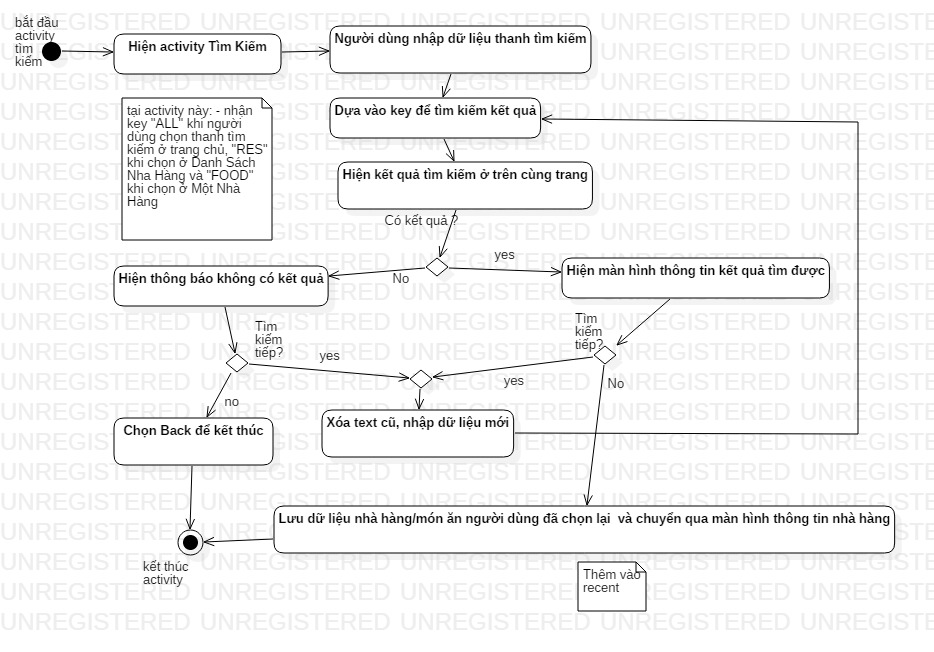 bắt đầu
activity
tìm
kiếm
Hiện activity Tìm Kiếm
Người dùng nhập dữ liệu thanh tìm kiếm
tại activity này: - nhận
key "ALL" khi người
dùng chọn thanh tìm
kiếm ở trang chủ, "RES"
khi chọn ở Danh Sách
Nha Hàng và "FOOD"
khi chọn ở Một Nhà
Hàng
Dựa vào key để tìm kiếm kết quả
Hiện kết quả tìm kiếm ở trên cùng trang
Có kết quả ?
No
yes
Hiện thông báo không có kết quả
Hiện màn hình thông tin kết quả tìm được
Tìm
kiếm
tiếp?
yes
no
Tìm
kiếm
tiếp?
yes
No
Chọn Back để kết thúc
Xóa text cũ, nhập dữ liệu mới
Lưu dữ liệu nhà hàng/món ăn người dùng đã chọn lại  và chuyển qua màn hình thông tin nhà hàng
kết thúc
activity
Thêm vào
recent
UNREGISTERED UNREGISTERED UNREGISTERED UNREGISTERED